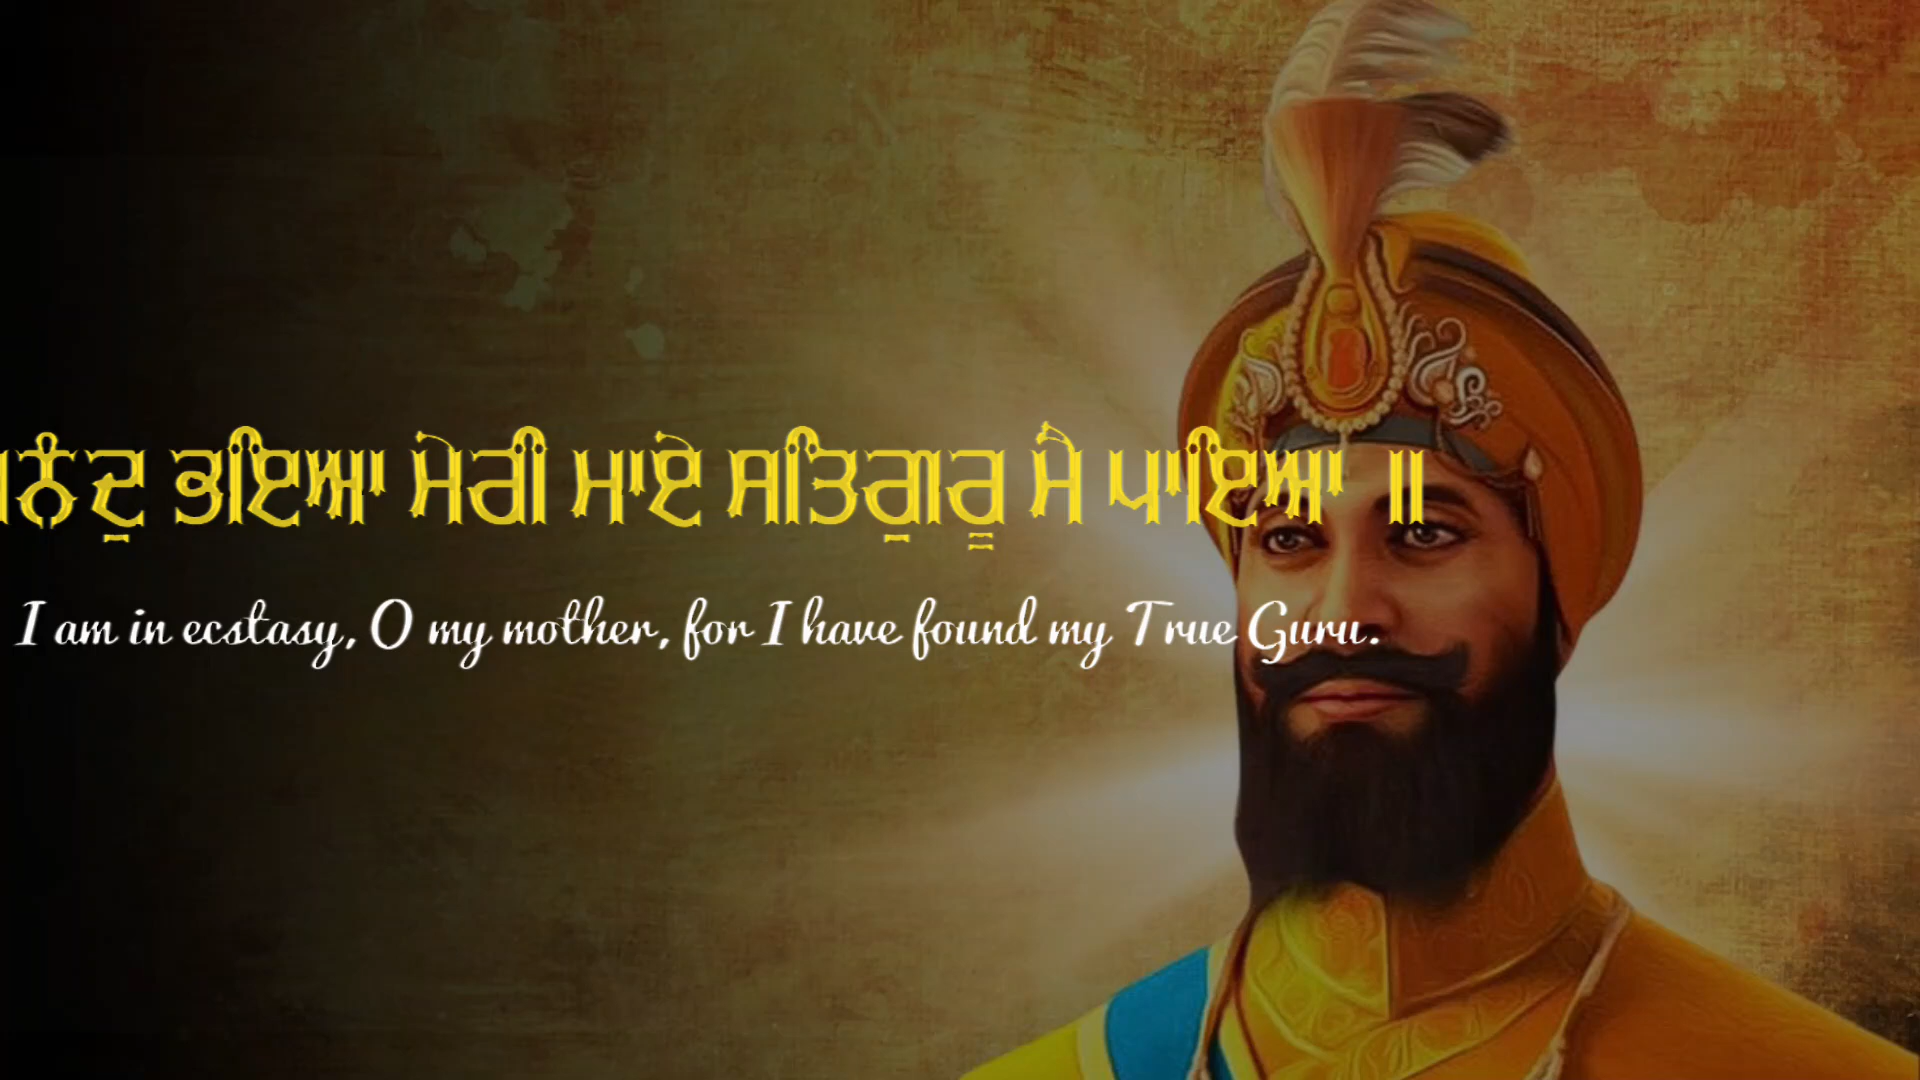 ਭਇਆ ਮੇਰੀ ਮਾਏ ਸਤਿਗੁਰੂ ਮੈ ਪਾਇਆ ॥
I am in ecstasy, O my mother, for I have found my True Guru.